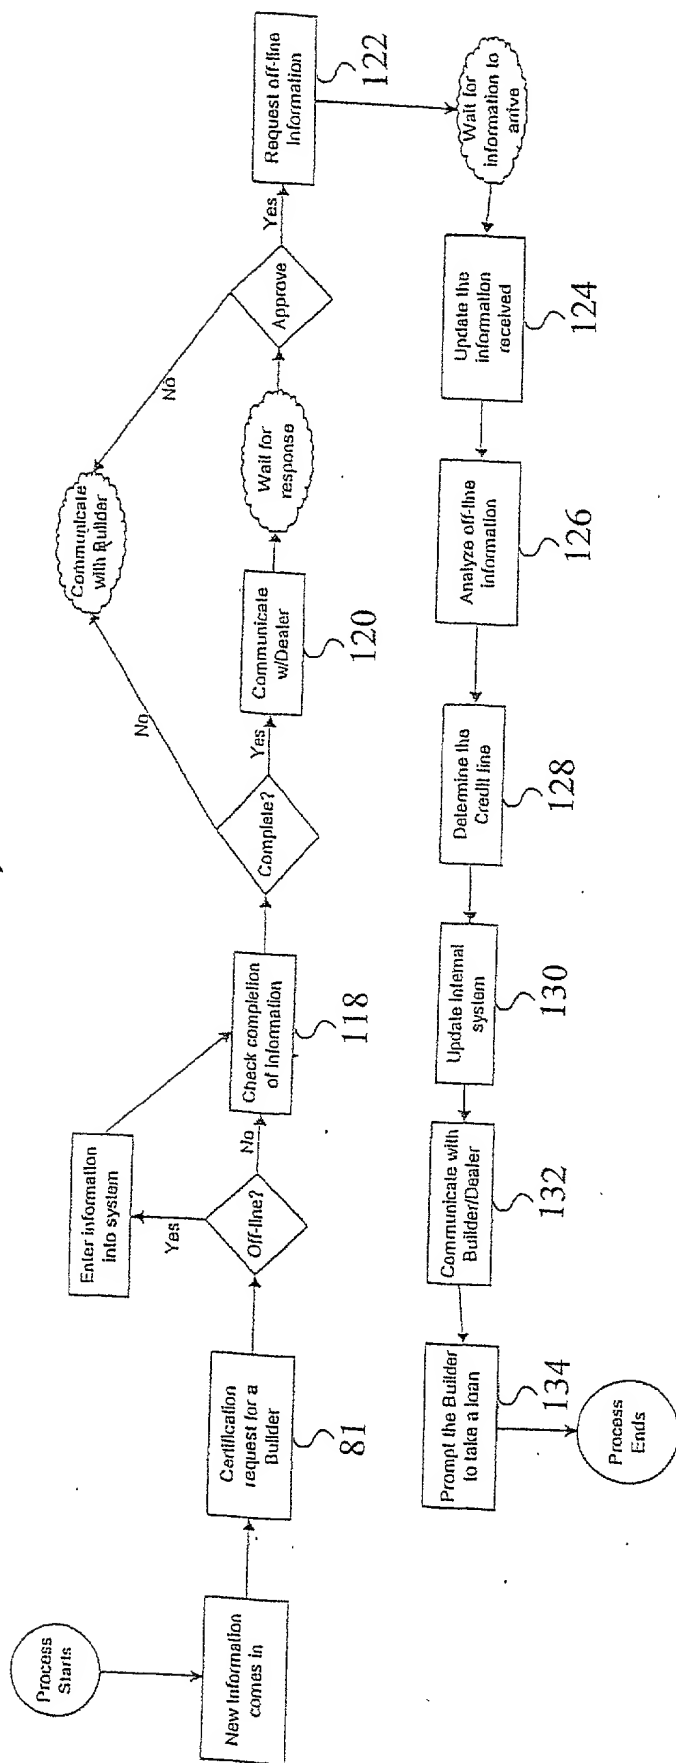 Process
Starts
New Information
comes in
Certification
request for a
Builder
81
Off-line?
Yes
Enter information
into system
No
Check completion
of Information
118
Complete?
No
Yes
Communicate
w/Dealer
120
Wait for
response
Approve
No
Communicate
with Builder
Yes
Request off-line
Information
122
Wait for
information to
arrive
Update the
information
received
124
Analyze off-line
information
126
Determine the
Credit line
128
Update Internal
system
130
Communicate with
Builder/Dealer
132
Prompt the Builder
to take a loan
134
Process
Ends